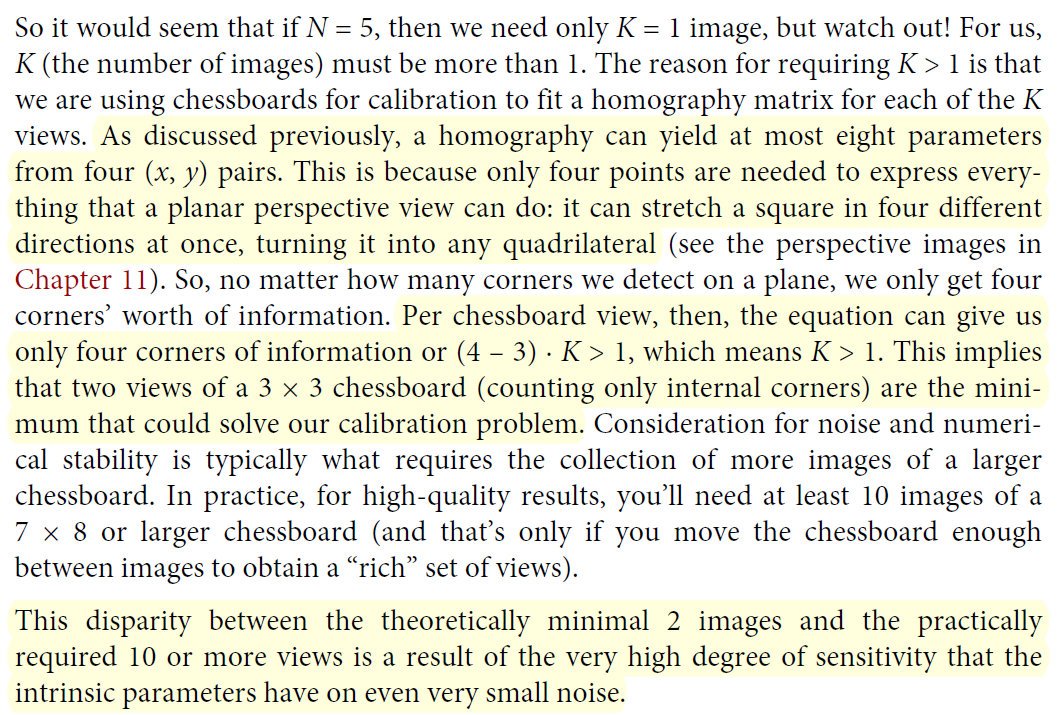 So it would seem that if N = 5, then we need only K = 1 image, but watch out! For us,
K (the number of images) must be more than 1. The reason for requiring K > 1 is that
we are using chessboards for calibration to fit a homography matrix for each of the K
views. As discussed previously, a homography can yield at most eight parameters
from four (x, y) pairs. This is because only four points are needed to express every-
thing that a planar perspective view can do: it can stretch a square in four different
directions at once, turning it into any quadrilateral (see the perspective images in
Chapter 11). So, no matter how many corners we detect on a plane, we only get four
corners’ worth of information. Per chessboard view, then, the equation can give us
only four corners of information or (4 – 3) · K > 1, which means K > 1. This implies
that two views of a 3 × 3 chessboard (counting only internal corners) are the mini-
mum that could solve our calibration problem. Consideration for noise and numeri-
cal stability is typically what requires the collection of more images of a larger
chessboard. In practice, for high-quality results, you’ll need at least 10 images of a
7 × 8 or larger chessboard (and that’s only if you move the chessboard enough
between images to obtain a “rich” set of views).
This disparity between the theoretically minimal 2 images and the practically
required 10 or more views is a result of the very high degree of sensitivity that the
intrinsic parameters have on even very small noise.